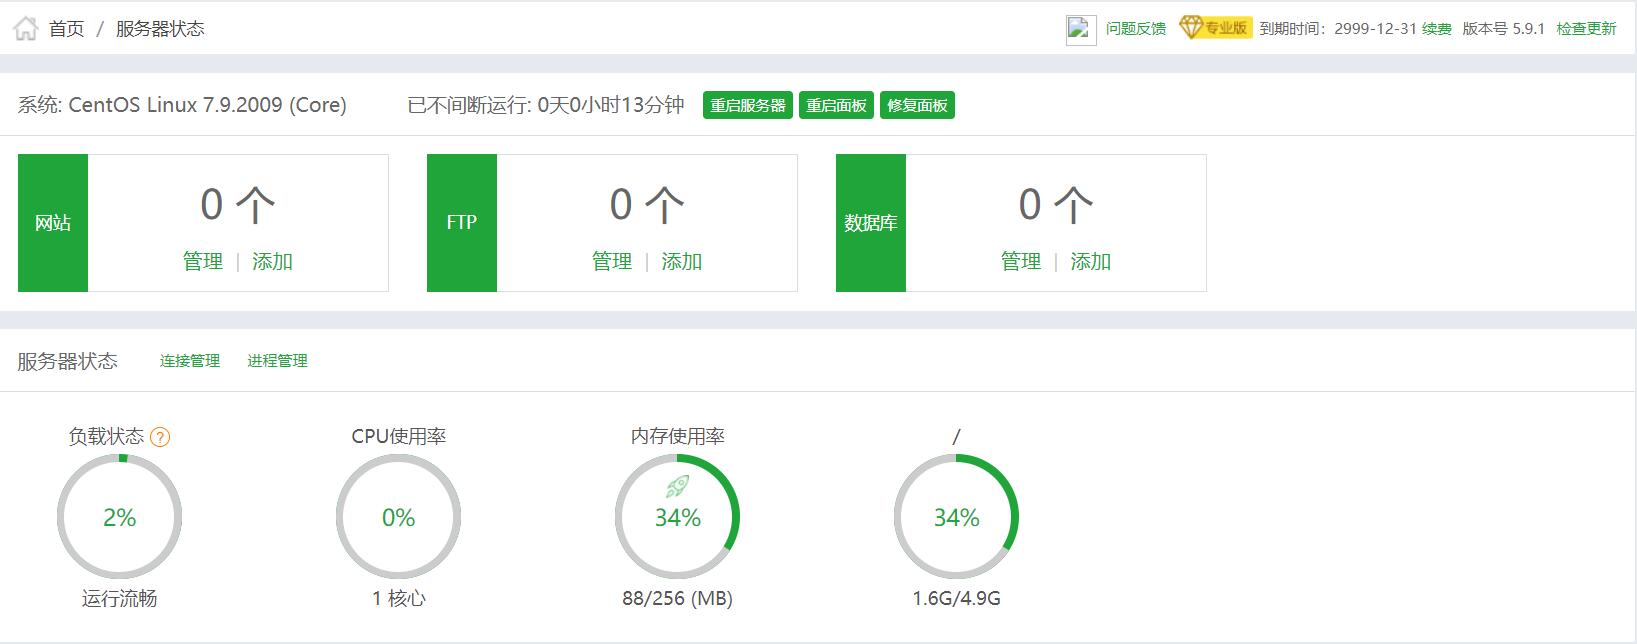 首页 / 服务器状态
问题反馈 专业版 到期时间：2999-12-31 续费 版本号 5.9.1 检查更新
系统: CentOS Linux 7.9.2009 (Core) 已不间断运行: 0天0小时13分钟 重启服务器 重启面板 修复面板
网站
0 个
管理 | 添加
FTP
0 个
管理 | 添加
数据库
0 个
管理 | 添加
服务器状态 连接管理 进程管理
负载状态 ?
2%
运行流畅
CPU使用率
0%
1 核心
内存使用率
34%
88/256 (MB)
/
34%
1.6G/4.9G